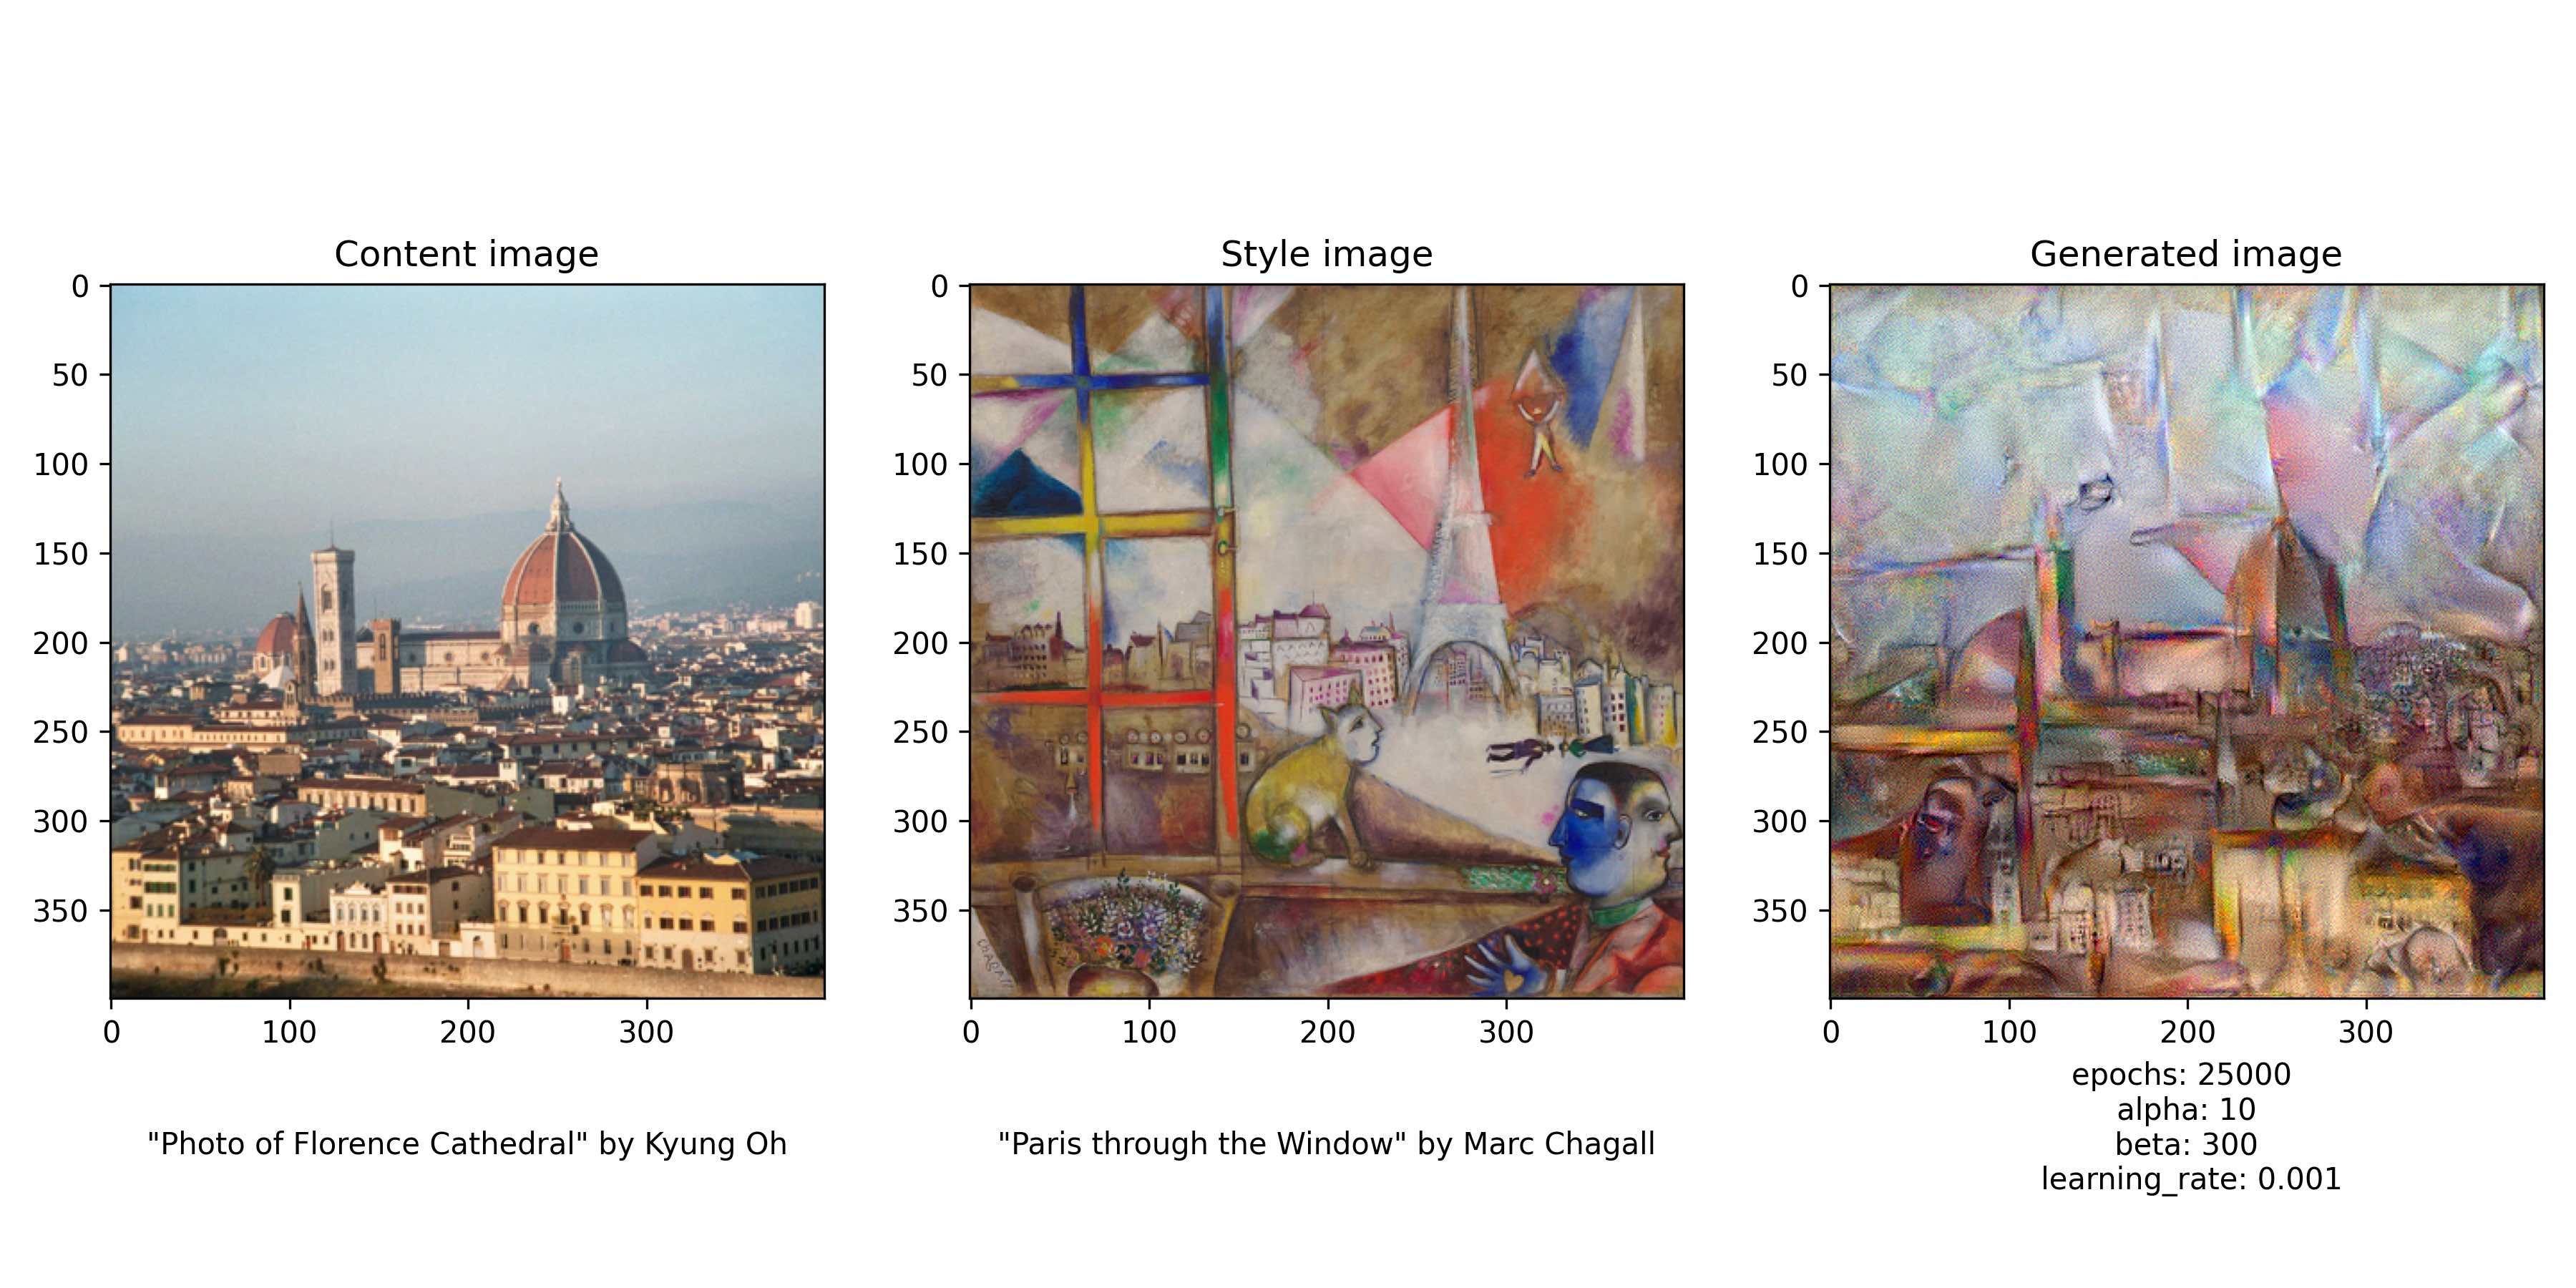 Content image
0
50
100
150
200
250
300
350
0 100 200 300
"Photo of Florence Cathedral" by Kyung Oh
Style image
0
50
100
150
200
250
300
350
0 100 200 300
CHAGALL
"Paris through the Window" by Marc Chagall
Generated image
0
50
100
150
200
250
300
350
0 100 200 300
epochs: 25000
alpha: 10
beta: 300
learning_rate: 0.001